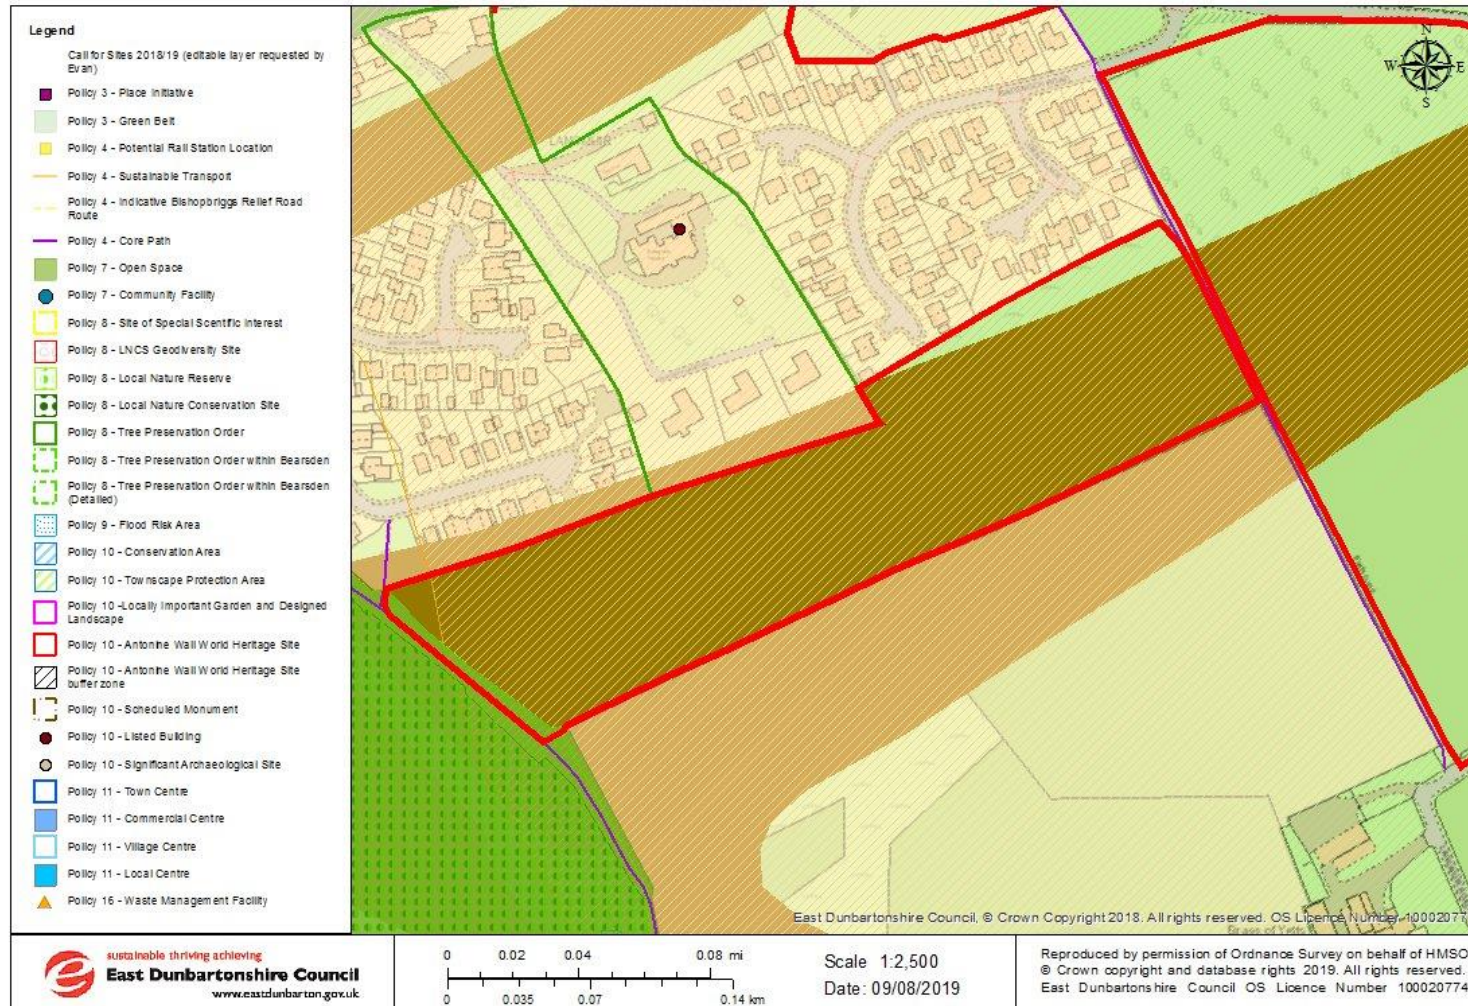 Legend
Call for Sites 2018/19 (editable layer requested by
Evan)
Policy 3 - Place Initiative
Policy 3 - Green Belt
Policy 4 - Potential Rail Station Location
Policy 4 - Sustainable Transport
Policy 4 - Indicative Bishopbriggs Relief Road
Route
Policy 4 - Core Path
Policy 7 - Open Space
Policy 7 - Community Facility
Policy 8 - Site of Special Scientific Interest
Policy 8 - LNCS Geodiversity Site
Policy 8 - Local Nature Reserve
Policy 8 - Local Nature Conservation Site
Policy 8 - Tree Preservation Order
Policy 8 - Tree Preservation Order within Bearsden
Policy 8 - Tree Preservation Order within Bearsden
(Detailed)
Policy 9 - Flood Risk Area
Policy 10 - Conservation Area
Policy 10 - Townscape Protection Area
Policy 10 -Locally Important Garden and Designed
Landscape
Policy 10 - Antonine Wall World Heritage Site
Policy 10 - Antonine Wall World Heritage Site
buffer zone
Policy 10 - Scheduled Monument
Policy 10 - Listed Building
Policy 10 - Significant Archaeological Site
Policy 11 - Town Centre
Policy 11 - Commercial Centre
Policy 11 - Village Centre
Policy 11 - Local Centre
Policy 16 - Waste Management Facility
N
W
E
S
East Dunbartonshire Council, © Crown Copyright 2018. All rights reserved. OS Licence Number 10002077
sustainable thriving achieving
East Dunbartonshire Council
www.eastdunbarton.gov.uk
0 0.02 0.04 0.08 mi
0 0.035 0.07 0.14 km
Scale 1:2,500
Date: 09/08/2019
Reproduced by permission of Ordnance Survey on behalf of HMSO
© Crown copyright and database rights 2019. All rights reserved.
East Dunbartonshire Council OS Licence Number 100020774